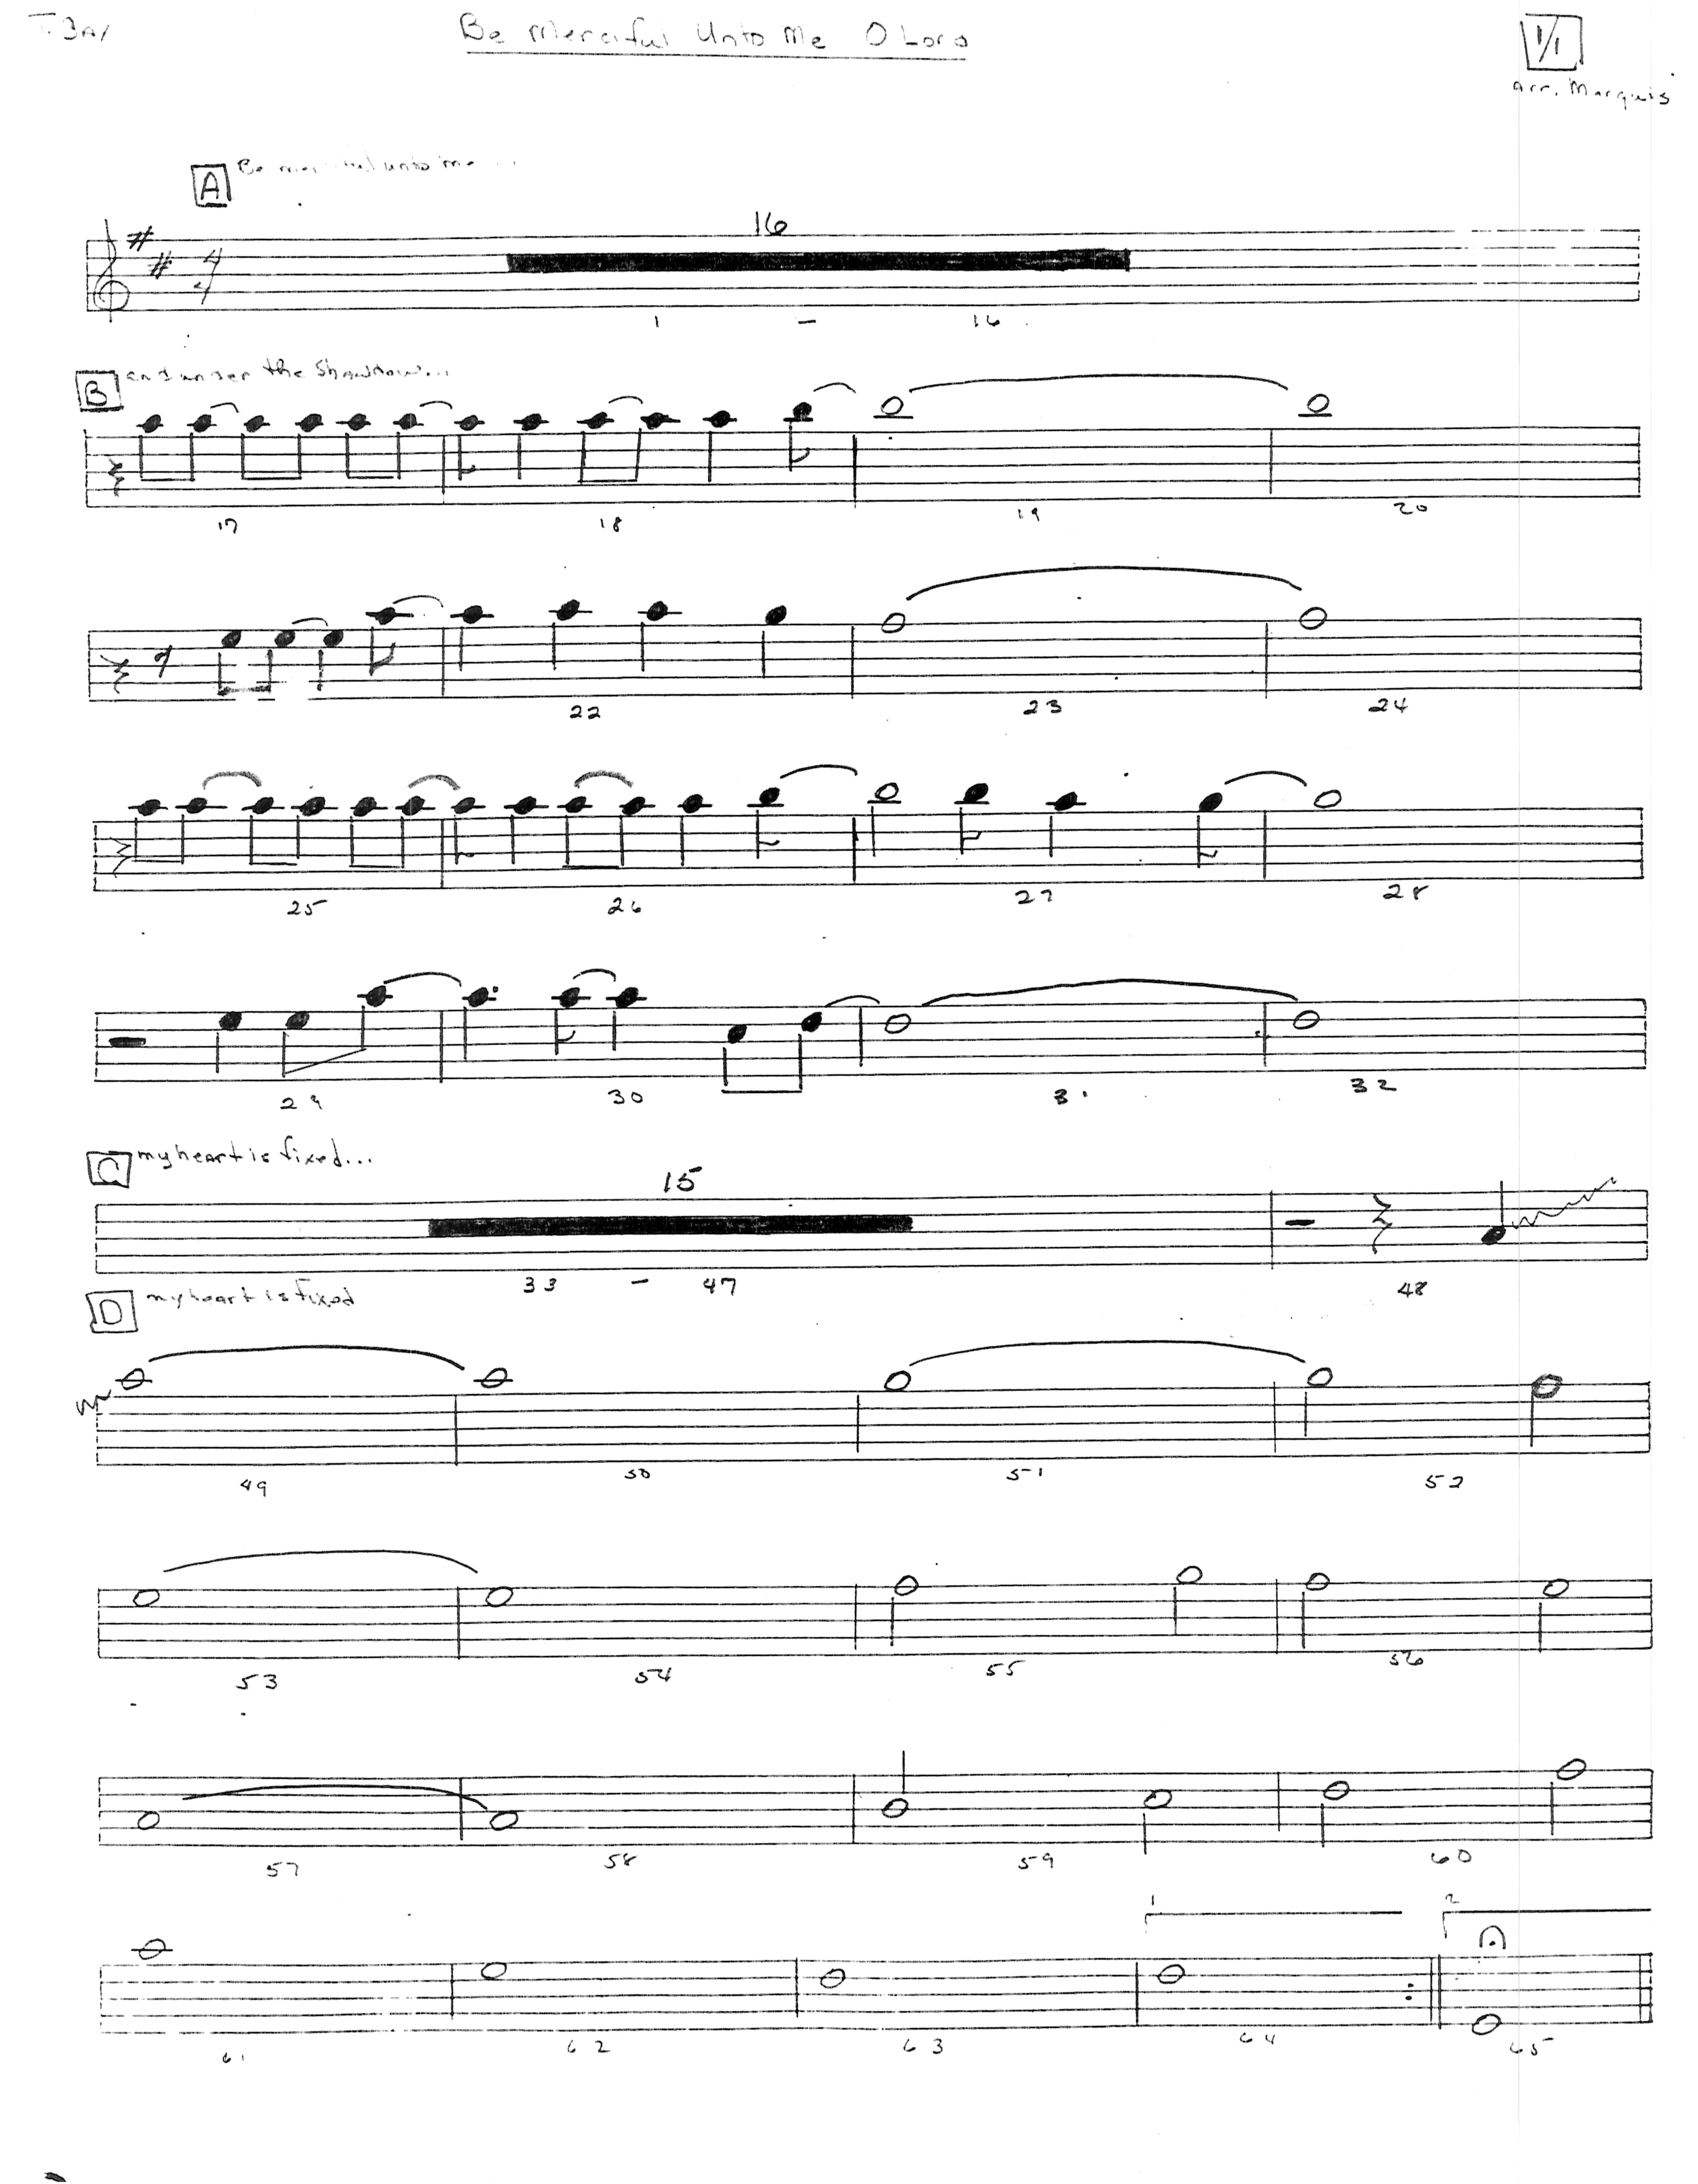 Be Merciful Unto Me O Lord
1/1
arr. Marquis
A Be merciful unto me...
4
4
16
1 - 16
B and under the Shawdow...
17 18 19 20
22 23 24
25 26 27 28
29 30 31 32
C my heart is fixed...
15
33 - 47 48
D my heart is fixed
49 50 51 52
53 54 55 56
57 58 59 60
1 2
61 62 63 64 65